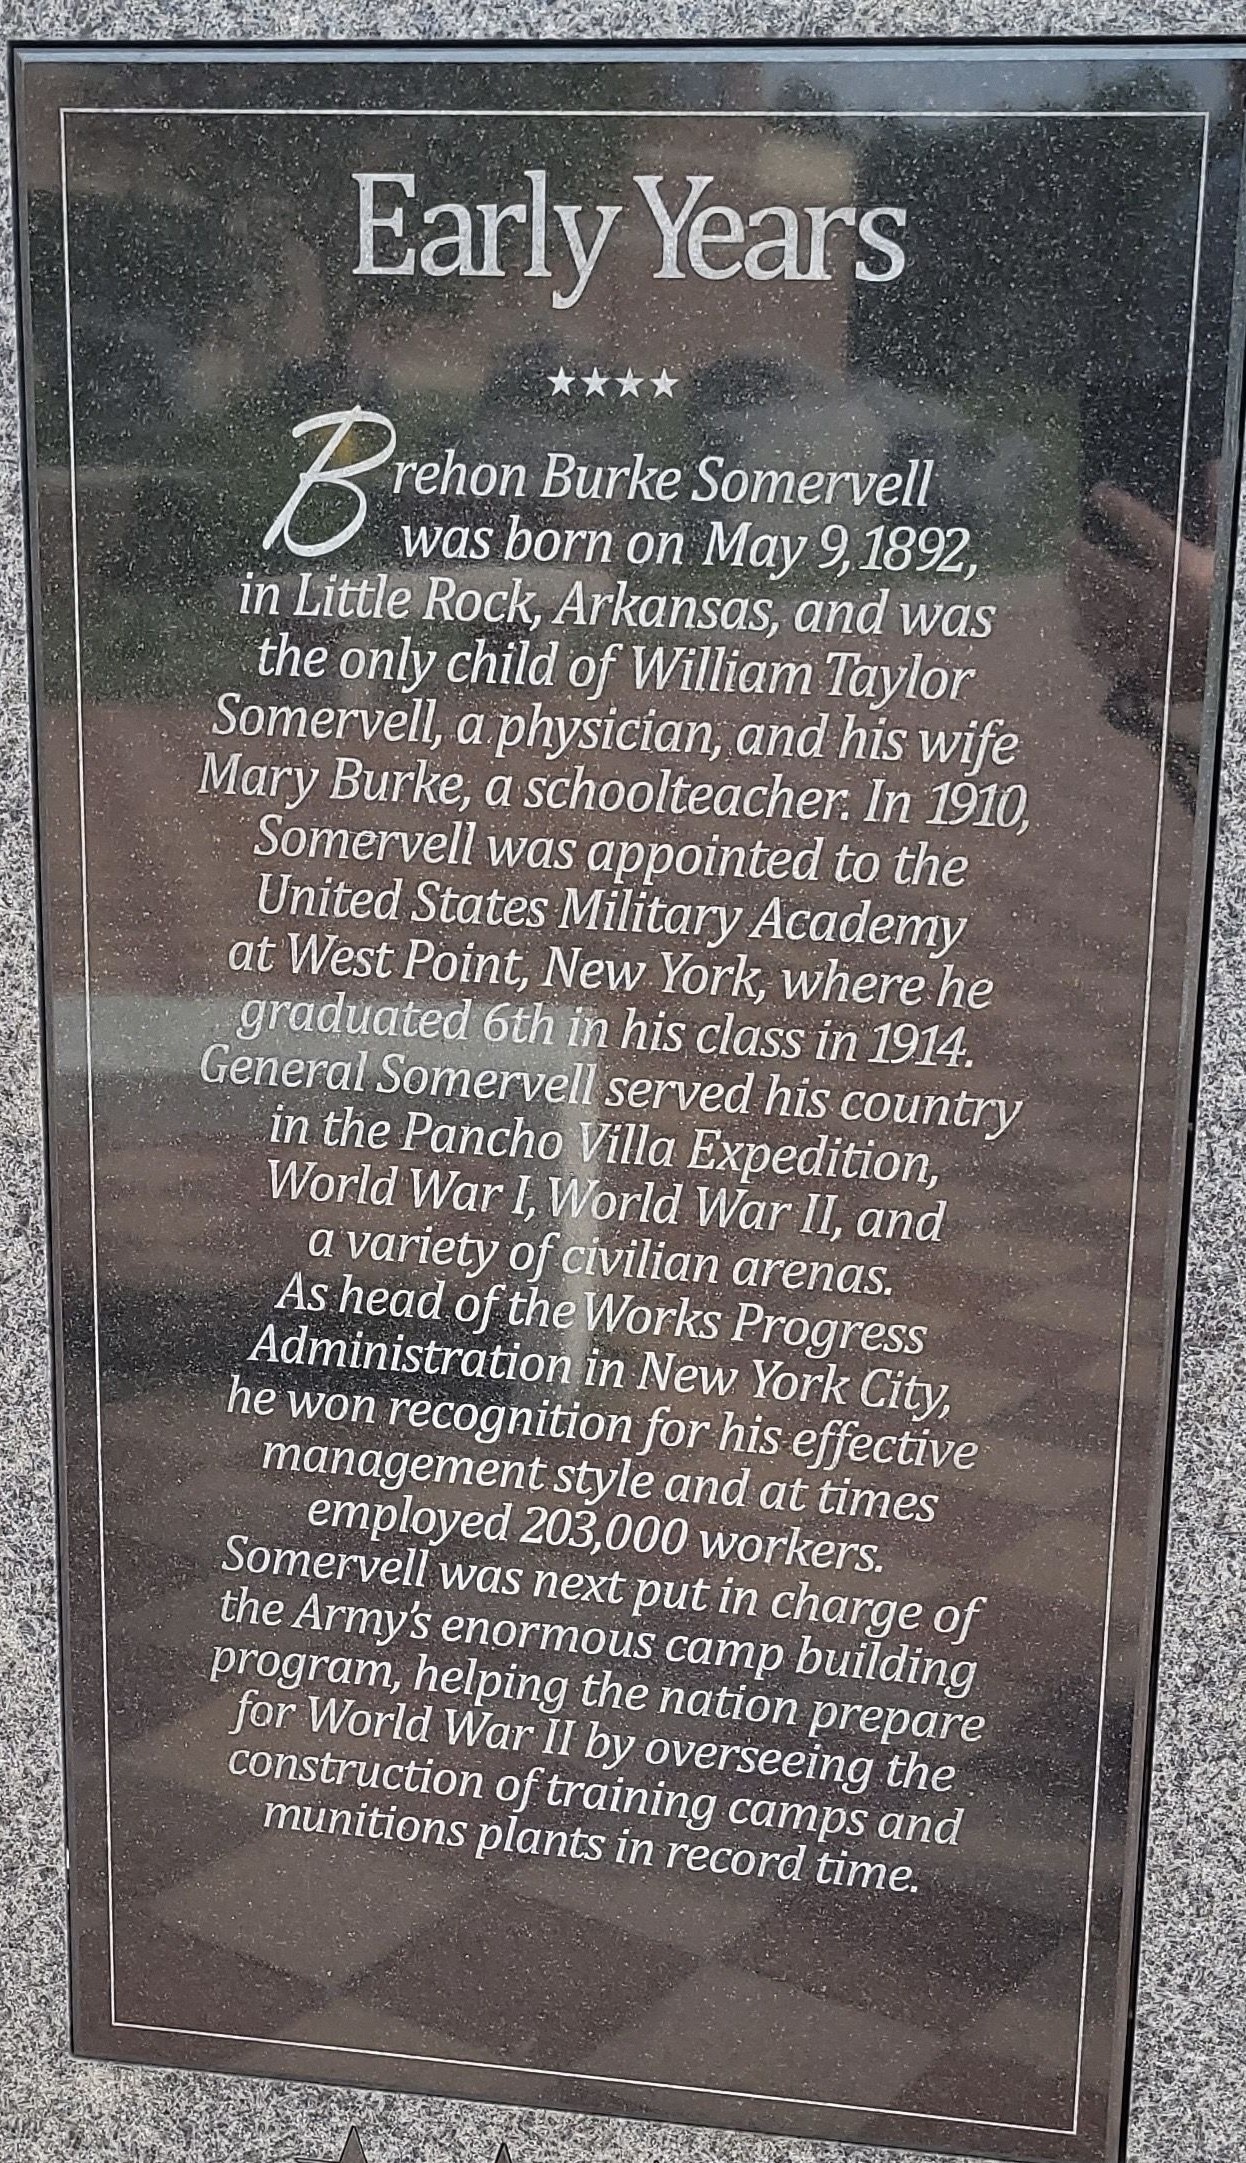 Early Years
★★★★
Brehon Burke Somervell
was born on May 9, 1892,
in Little Rock, Arkansas, and was
the only child of William Taylor
Somervell, a physician, and his wife
Mary Burke, a schoolteacher. In 1910,
Somervell was appointed to the
United States Military Academy
at West Point, New York, where he
graduated 6th in his class in 1914.
General Somervell served his country
in the Pancho Villa Expedition,
World War I, World War II, and
a variety of civilian arenas.
As head of the Works Progress
Administration in New York City,
he won recognition for his effective
management style and at times
employed 203,000 workers.
Somervell was next put in charge of
the Army's enormous camp building
program, helping the nation prepare
for World War II by overseeing the
construction of training camps and
munitions plants in record time.